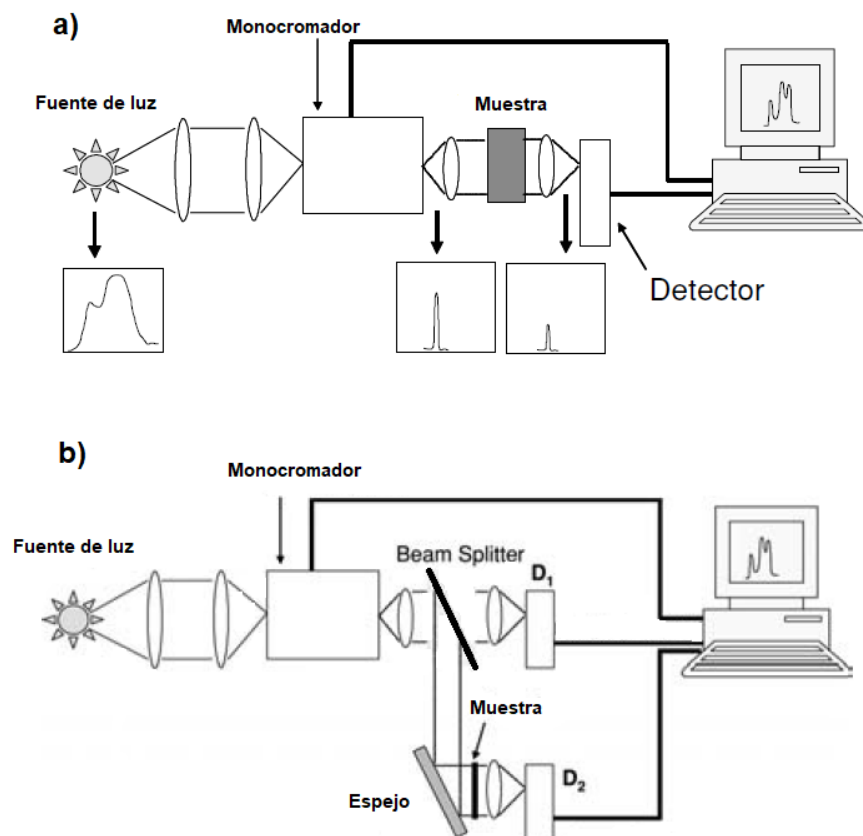 a)
Monocromador
Fuente de luz
Muestra
Detector
b)
Monocromador
Fuente de luz
Beam Splitter
D₁
Muestra
Espejo
D₂